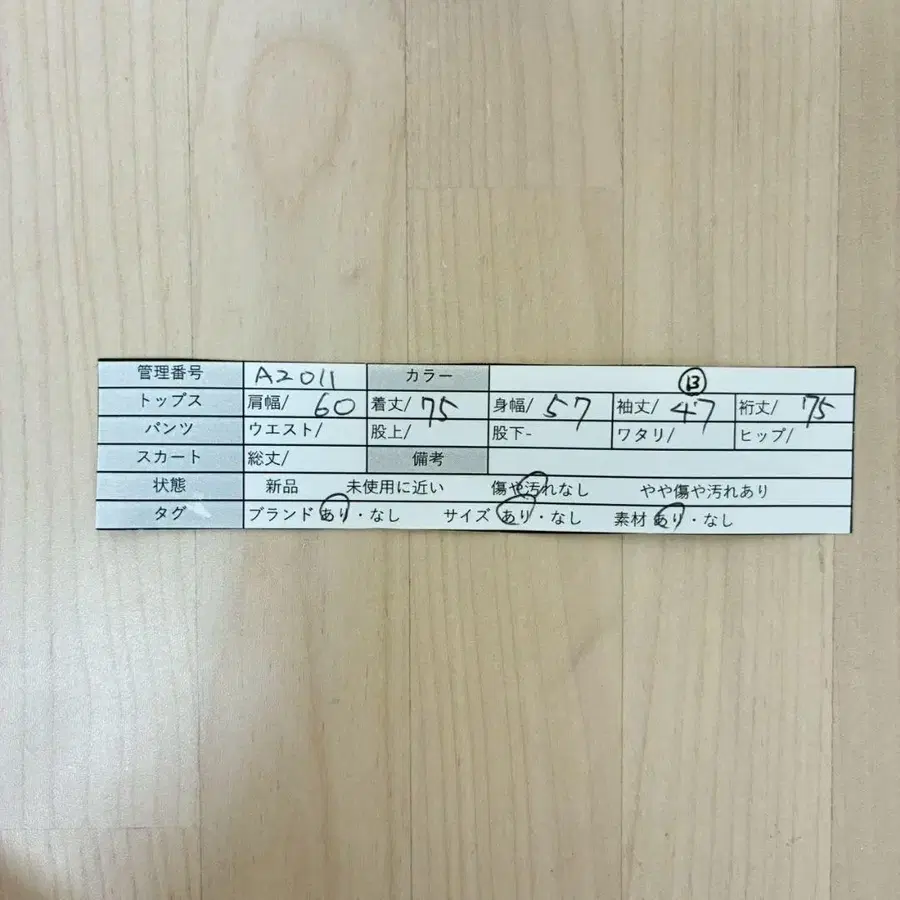 管理番号 A2011 カラー ⑬
トップス 肩幅/ 60 着丈/ 75 身幅/ 57 袖丈/ 47 裄丈/ 75
パンツ ウエスト/ 股上/ 股下- ワタリ/ ヒップ/
スカート 総丈/ 備考
状態 新品 未使用に近い 傷や汚れなし やや傷や汚れあり
タグ ブランド あり・なし サイズ あり・なし 素材 あり・なし